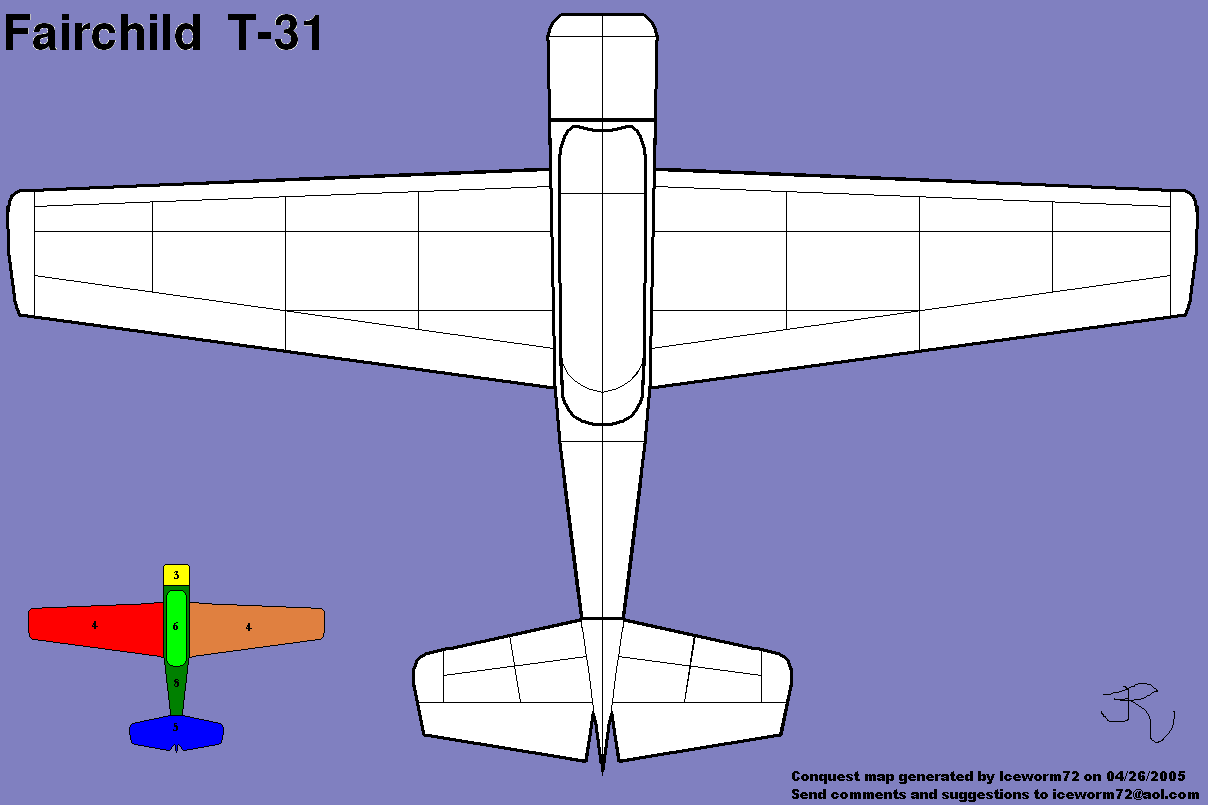 Fairchild T-31
3
4 6 4
8
5
Conquest map generated by Iceworm72 on 04/26/2005
Send comments and suggestions to iceworm72@aol.com